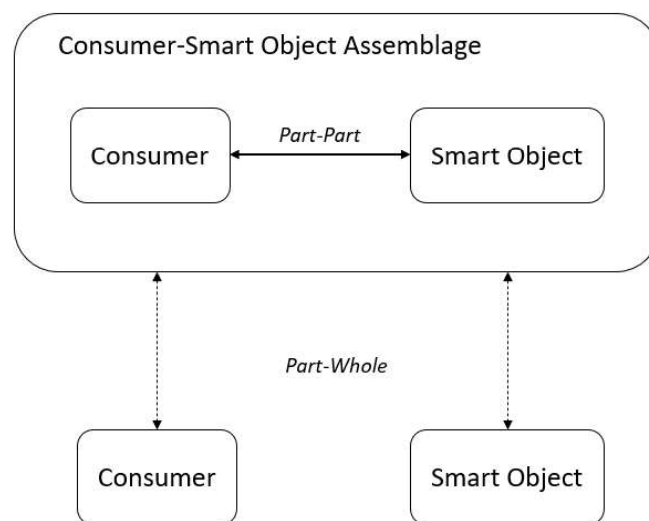 Consumer-Smart Object Assemblage
Part-Part
Consumer
Smart Object
Part-Whole
Consumer
Smart Object